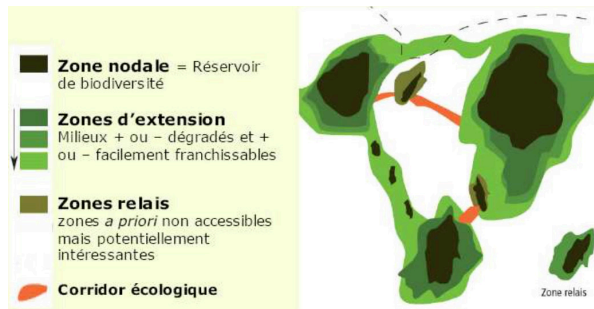 Zone nodale = Réservoir
de biodiversité
Zones d'extension
Milieux + ou – dégradés et +
ou – facilement franchissables
Zones relais
zones a priori non accessibles
mais potentiellement
intéressantes
Corridor écologique
Zone relais